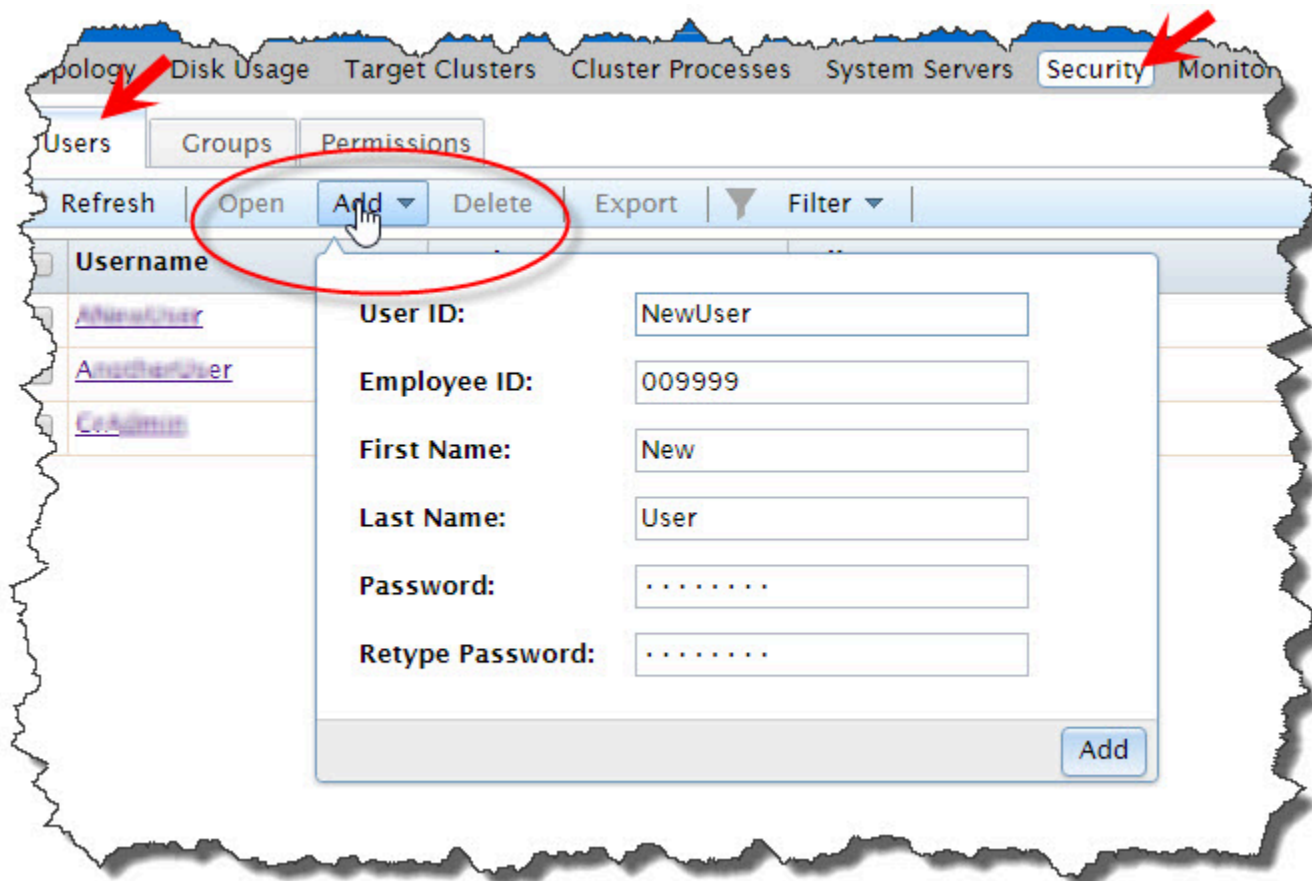 pology Disk Usage Target Clusters Cluster Processes System Servers Security Monitor
Users Groups Permissions
Refresh Open Add Delete Export Filter
Username
User ID: NewUser
Employee ID: 009999
First Name: New
Last Name: User
Password: ········
Retype Password: ········
Add